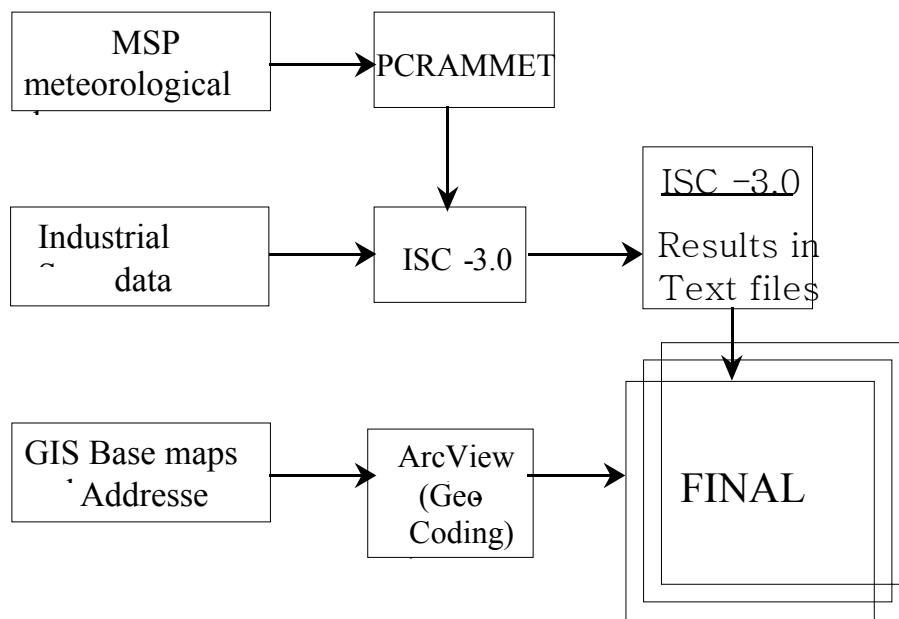 MSP
meteorological
PCRAMMET
Industrial
data
ISC -3.0
ISC -3.0
Results in
Text files
GIS Base maps
Addresse
ArcView
(Geo
Coding)
FINAL